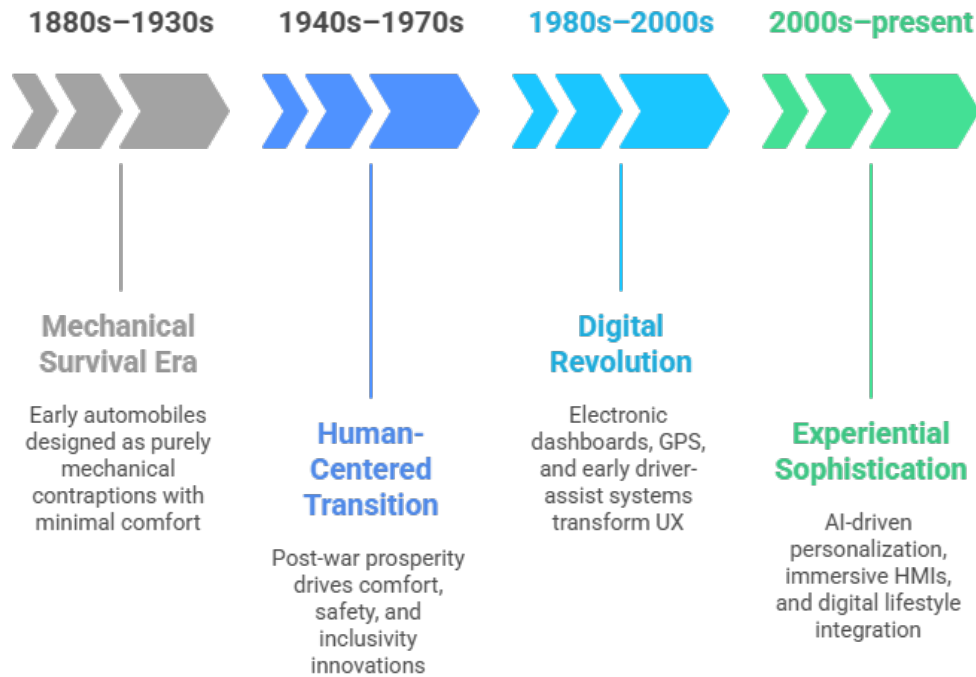 1880s–1930s
1940s–1970s
1980s–2000s
2000s–present
Mechanical
Survival Era
Early automobiles
designed as purely
mechanical
contraptions with
minimal comfort
Human-
Centered
Transition
Post-war prosperity
drives comfort,
safety, and
inclusivity
innovations
Digital
Revolution
Electronic
dashboards, GPS,
and early driver-
assist systems
transform UX
Experiential
Sophistication
AI-driven
personalization,
immersive HMIs,
and digital lifestyle
integration